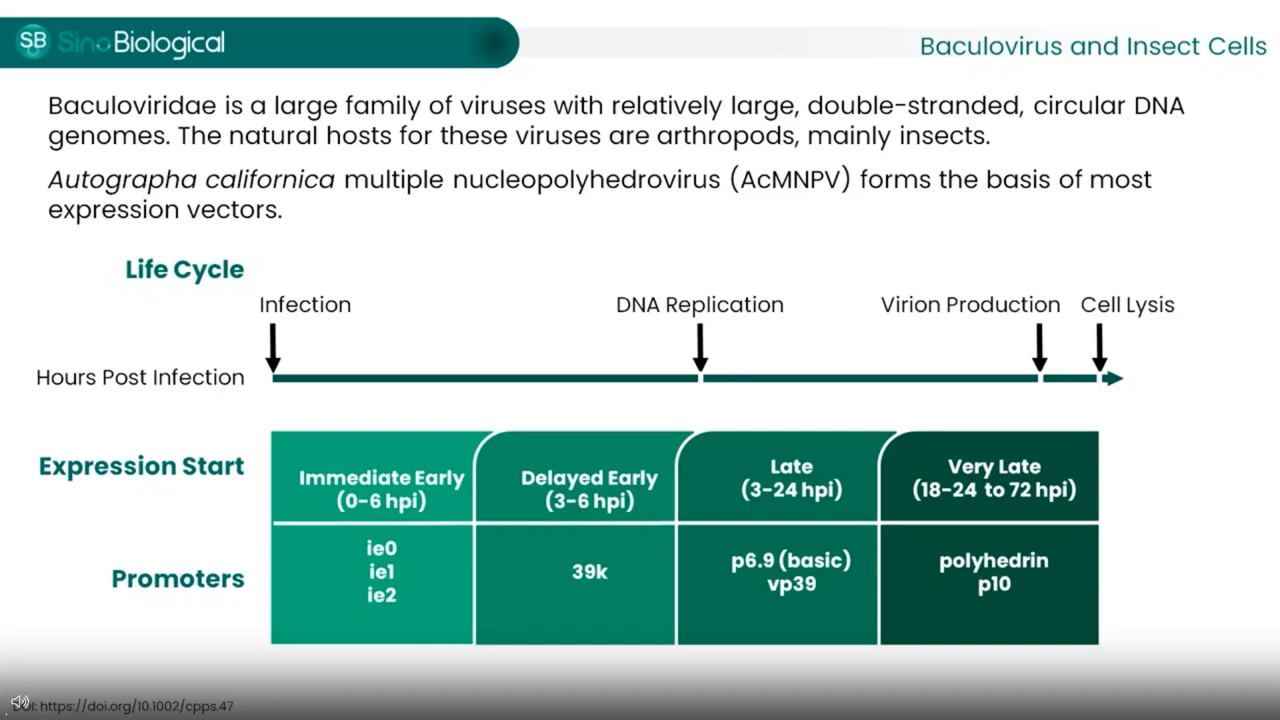 SB SinoBiological
Baculovirus and Insect Cells
Baculoviridae is a large family of viruses with relatively large, double-stranded, circular DNA
genomes. The natural hosts for these viruses are arthropods, mainly insects.
Autographa californica multiple nucleopolyhedrovirus (AcMNPV) forms the basis of most
expression vectors.
Life Cycle
Infection
DNA Replication
Virion Production
Cell Lysis
Hours Post Infection
Expression Start
Immediate Early
(0-6 hpi)
Delayed Early
(3-6 hpi)
Late
(3-24 hpi)
Very Late
(18-24 to 72 hpi)
Promoters
ie0
ie1
ie2
39k
p6.9 (basic)
vp39
polyhedrin
p10
DOI: https://doi.org/10.1002/cpps.47